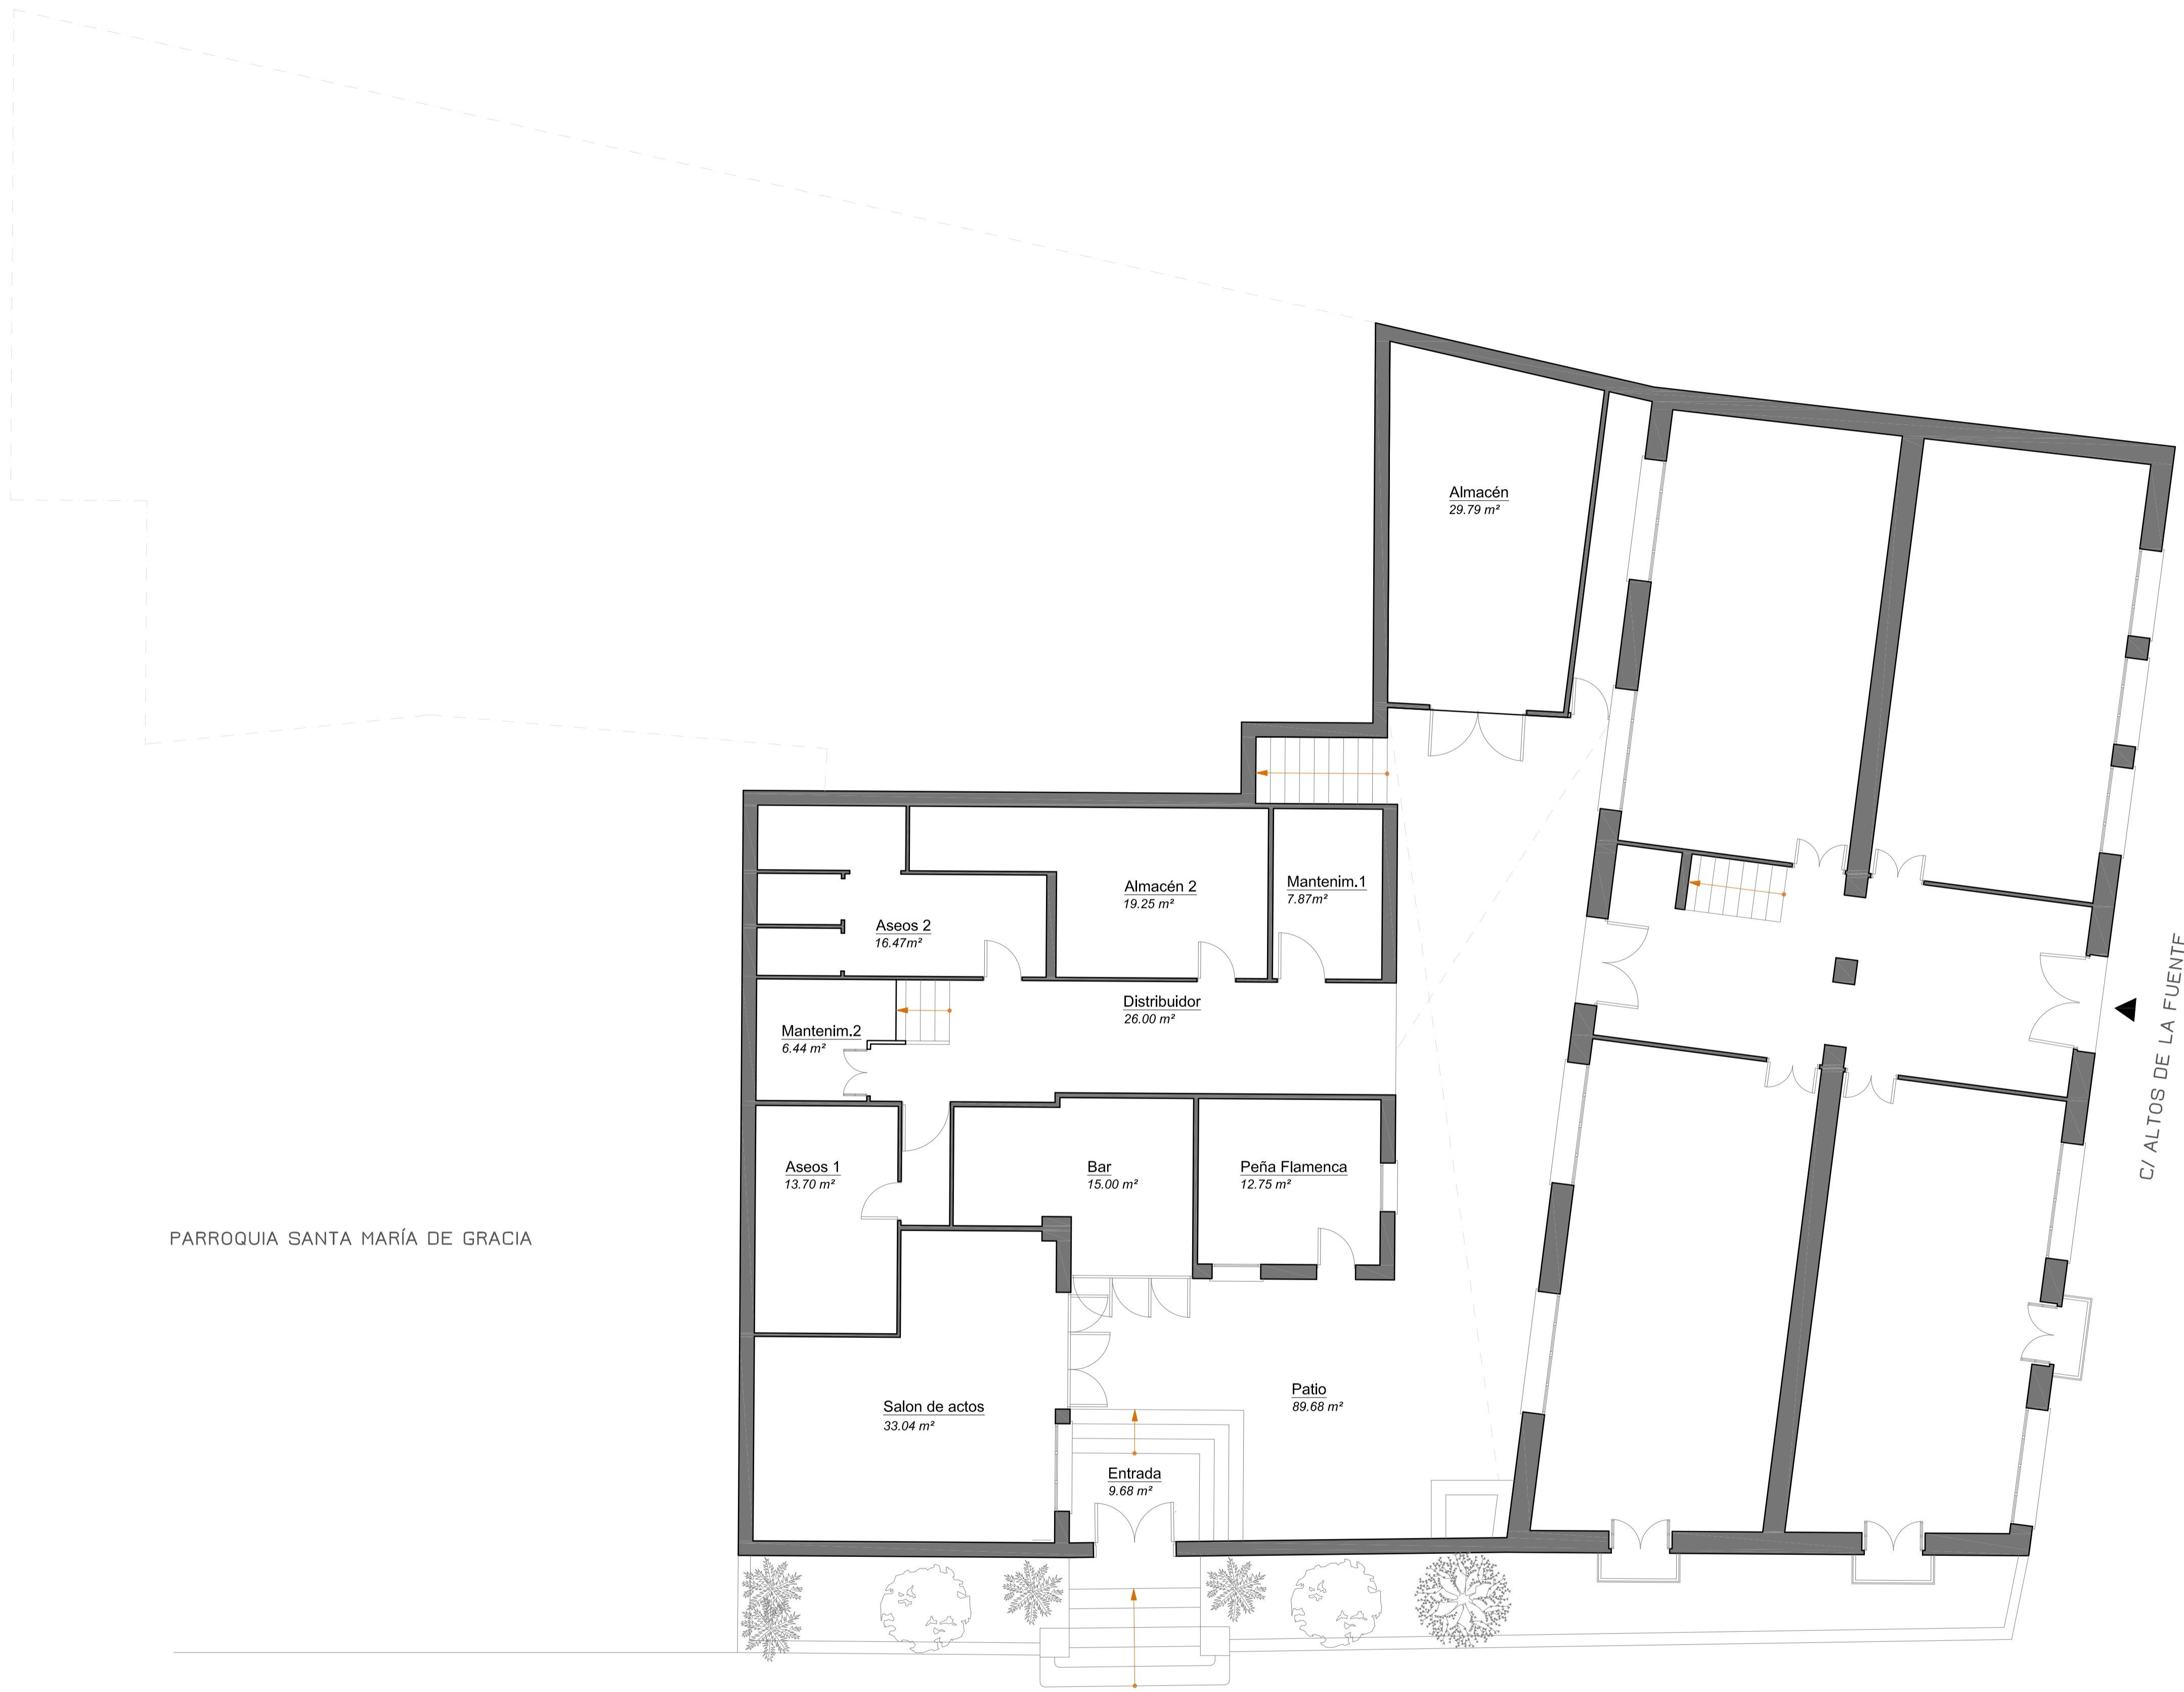 Almacén
29.79 m²
Almacén 2
19.25 m²
Mantenim.1
7.87m²
Aseos 2
16.47m²
Distribuidor
26.00 m²
Mantenim.2
6.44 m²
Aseos 1
13.70 m²
Bar
15.00 m²
Peña Flamenca
12.75 m²
C/ ALTOS DE LA FUENTE
PARROQUIA SANTA MARÍA DE GRACIA
Salon de actos
33.04 m²
Patio
89.68 m²
Entrada
9.68 m²